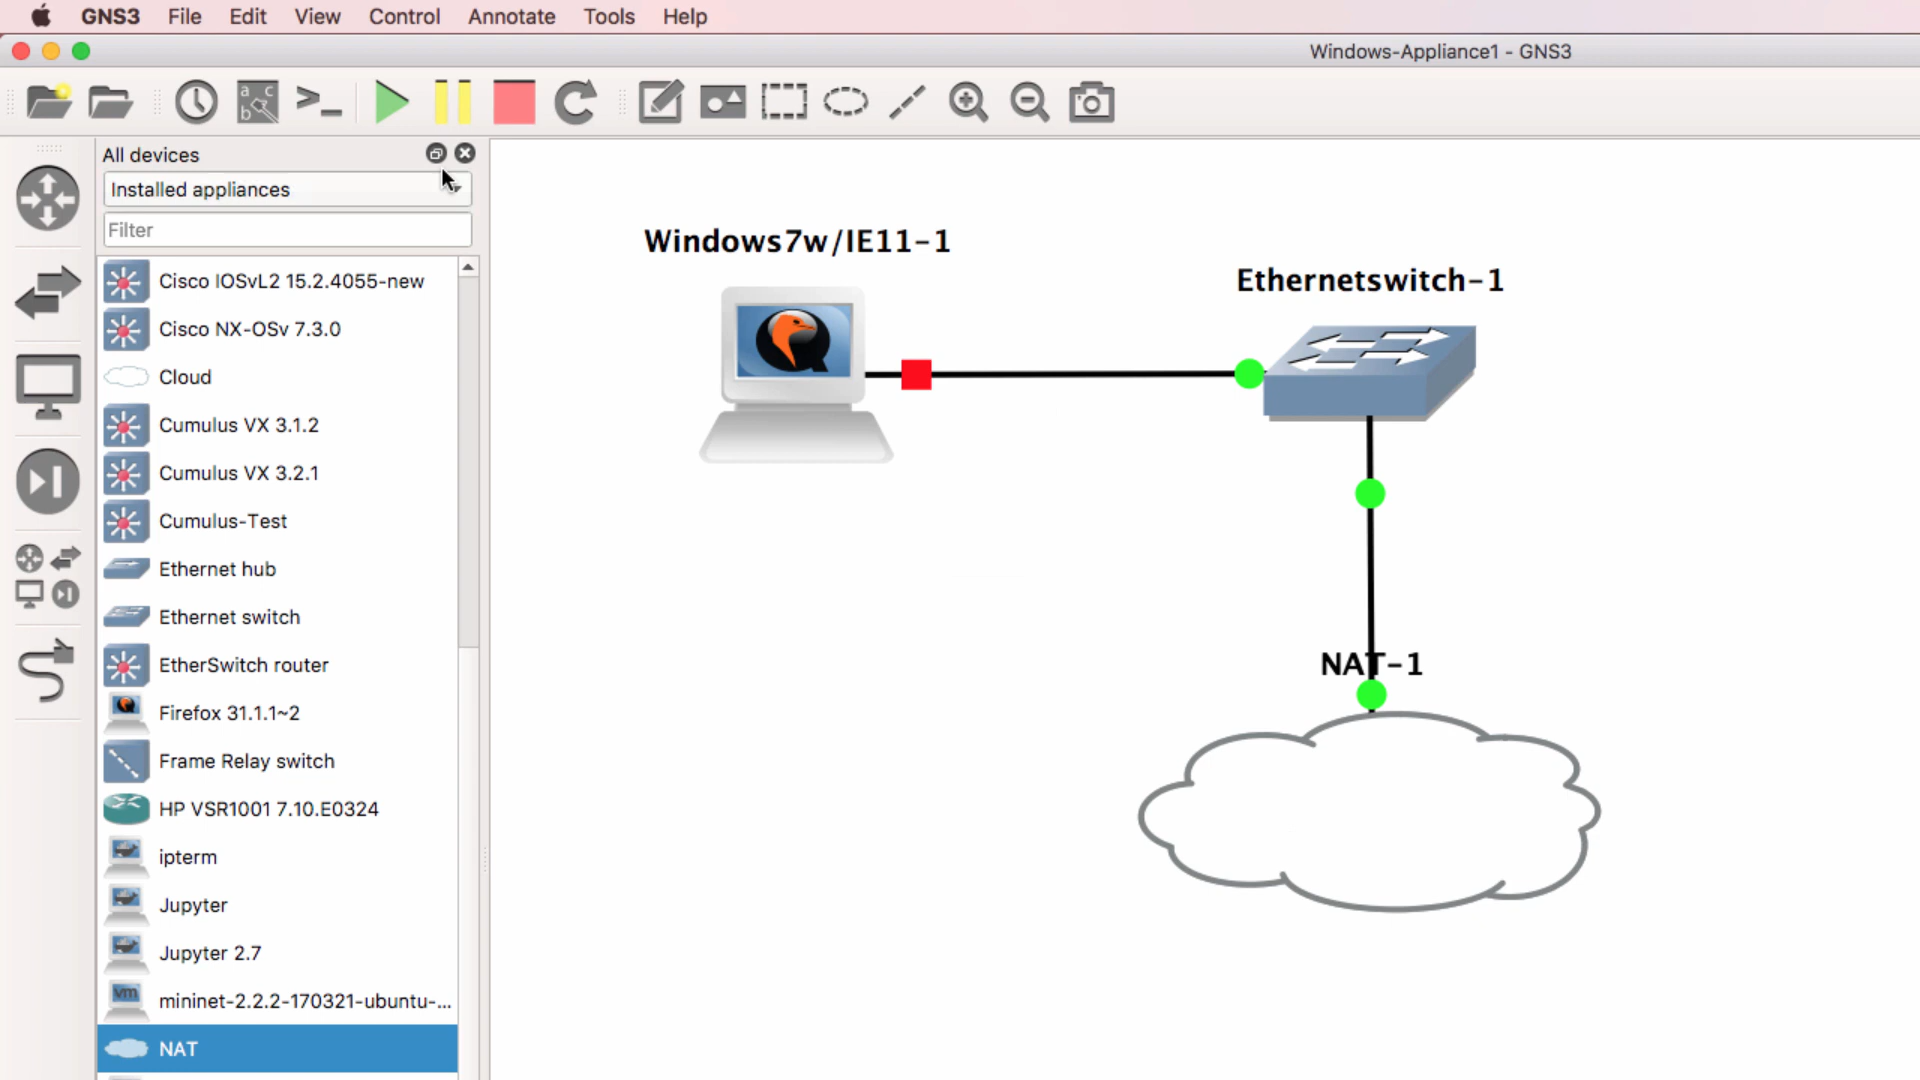 GNS3 File Edit View Control Annotate Tools Help
Windows-Appliance1 - GNS3
a c
b
>_
All devices
Installed appliances
Filter
Cisco IOSvL2 15.2.4055-new
Cisco NX-OSv 7.3.0
Cloud
Cumulus VX 3.1.2
Cumulus VX 3.2.1
Cumulus-Test
Ethernet hub
Ethernet switch
EtherSwitch router
Firefox 31.1.1~2
Frame Relay switch
HP VSR1001 7.10.E0324
ipterm
Jupyter
Jupyter 2.7
vm
mininet-2.2.2-170321-ubuntu-...
NAT
Windows7w/IE11-1
Ethernetswitch-1
NAT-1